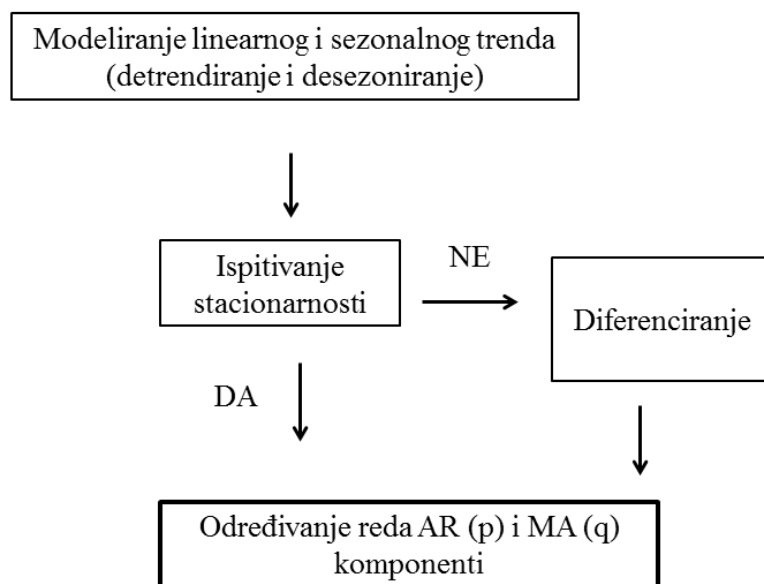 Modeliranje linearnog i sezonalnog trenda
(detrendiranje i desezoniranje)
Ispitivanje
stacionarnosti
NE
Diferenciranje
DA
Određivanje reda AR (p) i MA (q)
komponenti